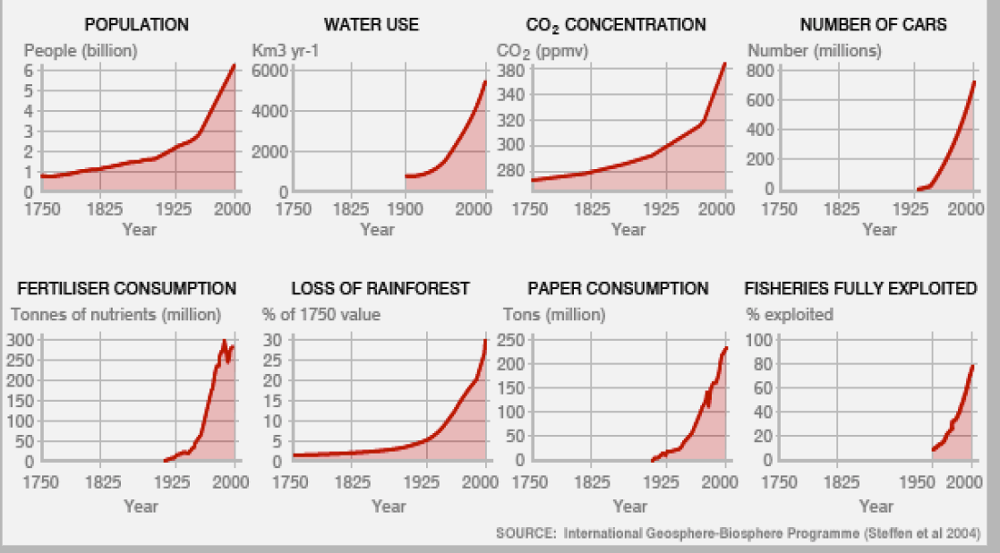 POPULATION
People (billion)
6
5
4
3
2
1
0
1750 1825 1925 2000
Year
WATER USE
Km3 yr-1
6000
4000
2000
0
1750 1825 1900 2000
Year
CO₂ CONCENTRATION
CO₂ (ppmv)
380
340
320
300
280
1750 1825 1925 2000
Year
NUMBER OF CARS
Number (millions)
800
600
400
200
0
1750 1825 1925 2000
Year
FERTILISER CONSUMPTION
Tonnes of nutrients (million)
300
250
200
150
100
50
0
1750 1825 1925 2000
Year
LOSS OF RAINFOREST
% of 1750 value
30
25
20
15
10
5
0
1750 1825 1925 2000
Year
PAPER CONSUMPTION
Tons (million)
250
200
150
100
50
0
1750 1825 1925 2000
Year
FISHERIES FULLY EXPLOITED
% exploited
100
80
60
40
20
0
1750 1825 1950 2000
Year
SOURCE: International Geosphere-Biosphere Programme (Steffen et al 2004)